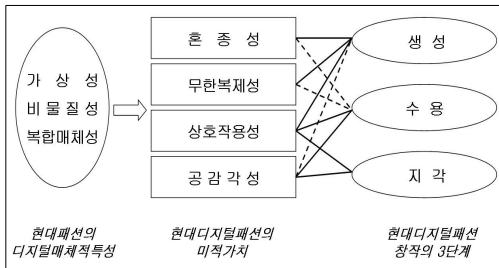 가 상 성
비 물 질 성
복합매체성
혼 종 성
무한복제성
상호작용성
공 감 각 성
생 성
수 용
지 각
현대패션의
디지털매체적특성
현대디지털패션의
미적가치
현대디지털패션
창작의 3단계